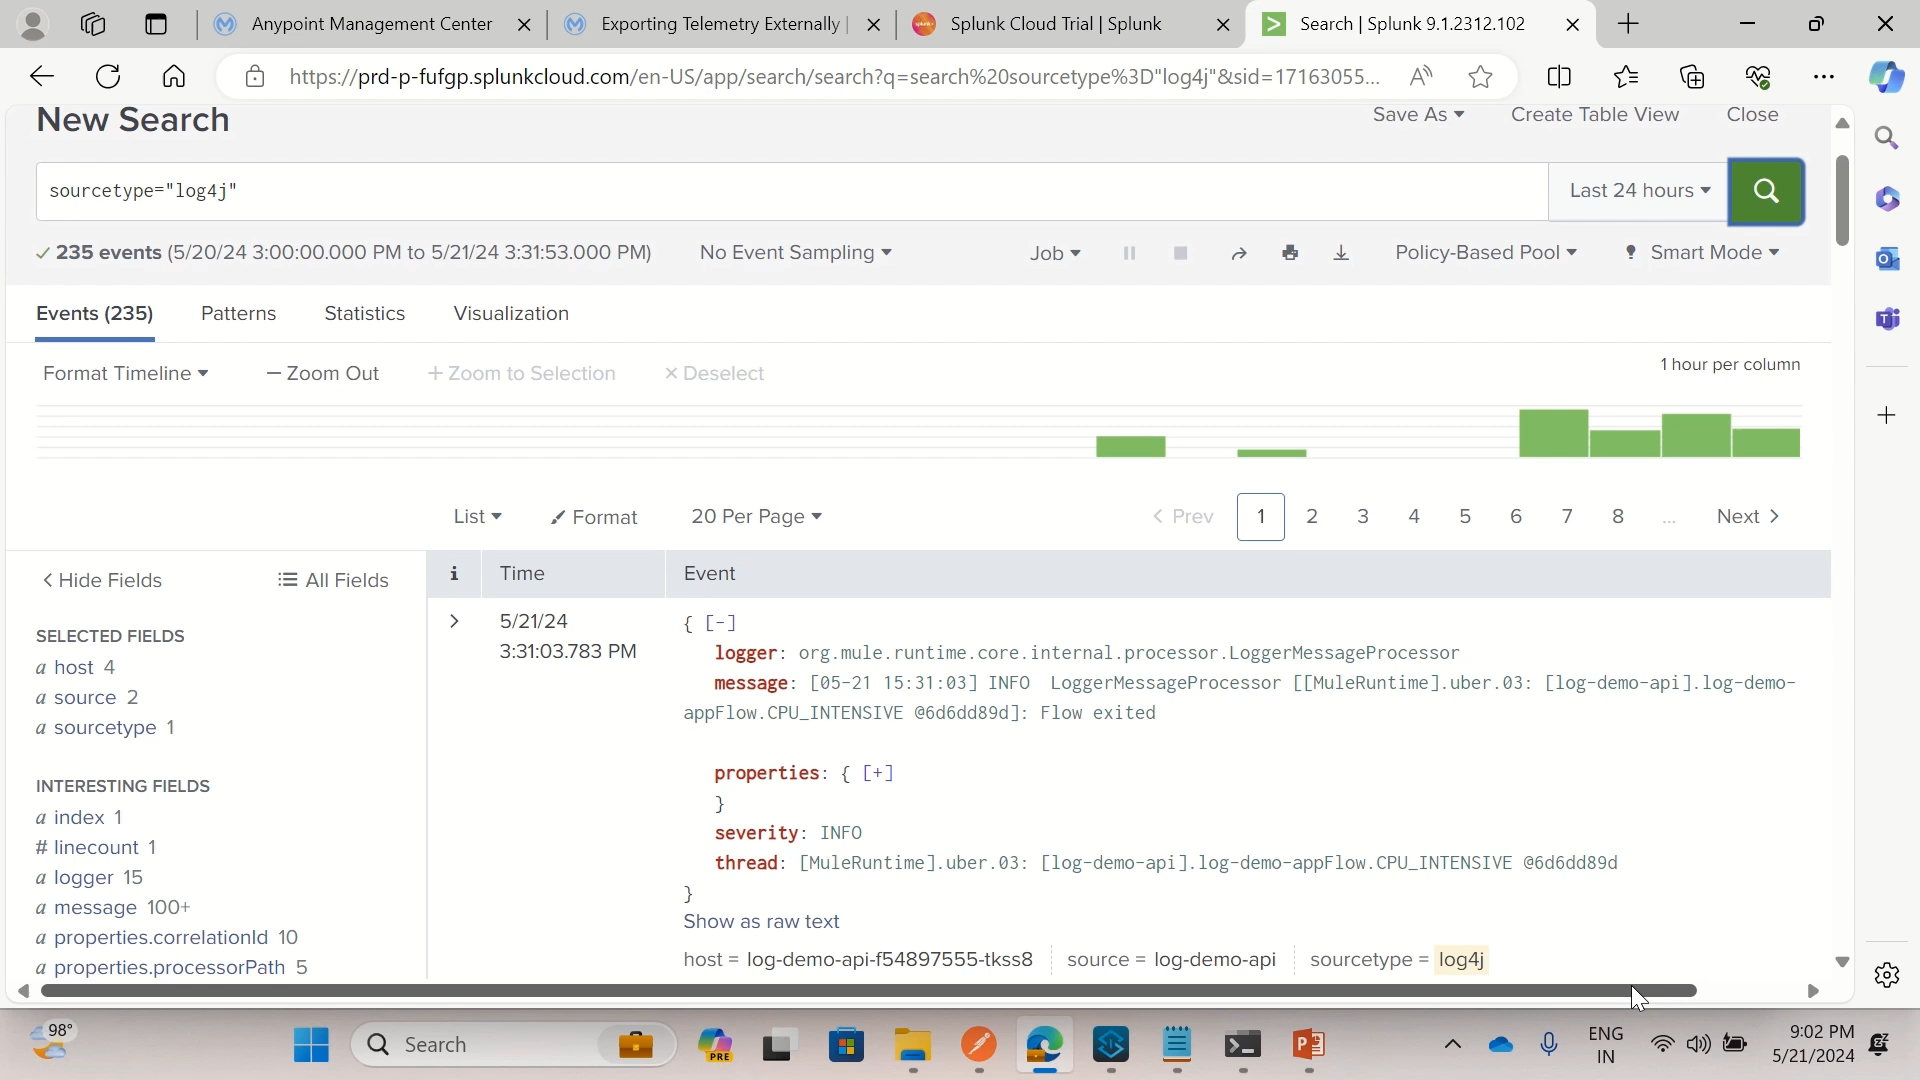 Anypoint Management Center
Exporting Telemetry Externally |
Splunk Cloud Trial | Splunk
Search | Splunk 9.1.2312.102
https://prd-p-fufgp.splunkcloud.com/en-US/app/search/search?q=search%20sourcetype%3D"log4j"&sid=17163055...
New Search
Save As
Create Table View
Close
sourcetype="log4j"
Last 24 hours
235 events (5/20/24 3:00:00.000 PM to 5/21/24 3:31:53.000 PM)
No Event Sampling
Job
Policy-Based Pool
Smart Mode
Events (235)
Patterns
Statistics
Visualization
Format Timeline
— Zoom Out
+ Zoom to Selection
× Deselect
1 hour per column
List
Format
20 Per Page
< Prev
1
2
3
4
5
6
7
8
...
Next >
< Hide Fields
All Fields
i
Time
Event
SELECTED FIELDS
a host 4
a source 2
a sourcetype 1
INTERESTING FIELDS
a index 1
# linecount 1
a logger 15
a message 100+
a properties.correlationId 10
a properties.processorPath 5
>
5/21/24
3:31:03.783 PM
{ [-]
logger: org.mule.runtime.core.internal.processor.LoggerMessageProcessor
message: [05-21 15:31:03] INFO LoggerMessageProcessor [[MuleRuntime].uber.03: [log-demo-api].log-demo-
appFlow.CPU_INTENSIVE @6d6dd89d]: Flow exited
properties: { [+]
}
severity: INFO
thread: [MuleRuntime].uber.03: [log-demo-api].log-demo-appFlow.CPU_INTENSIVE @6d6dd89d
}
Show as raw text
host = log-demo-api-f54897555-tkss8
source = log-demo-api
sourcetype = log4j
98°
Search
PRE
ENG
IN
9:02 PM
5/21/2024